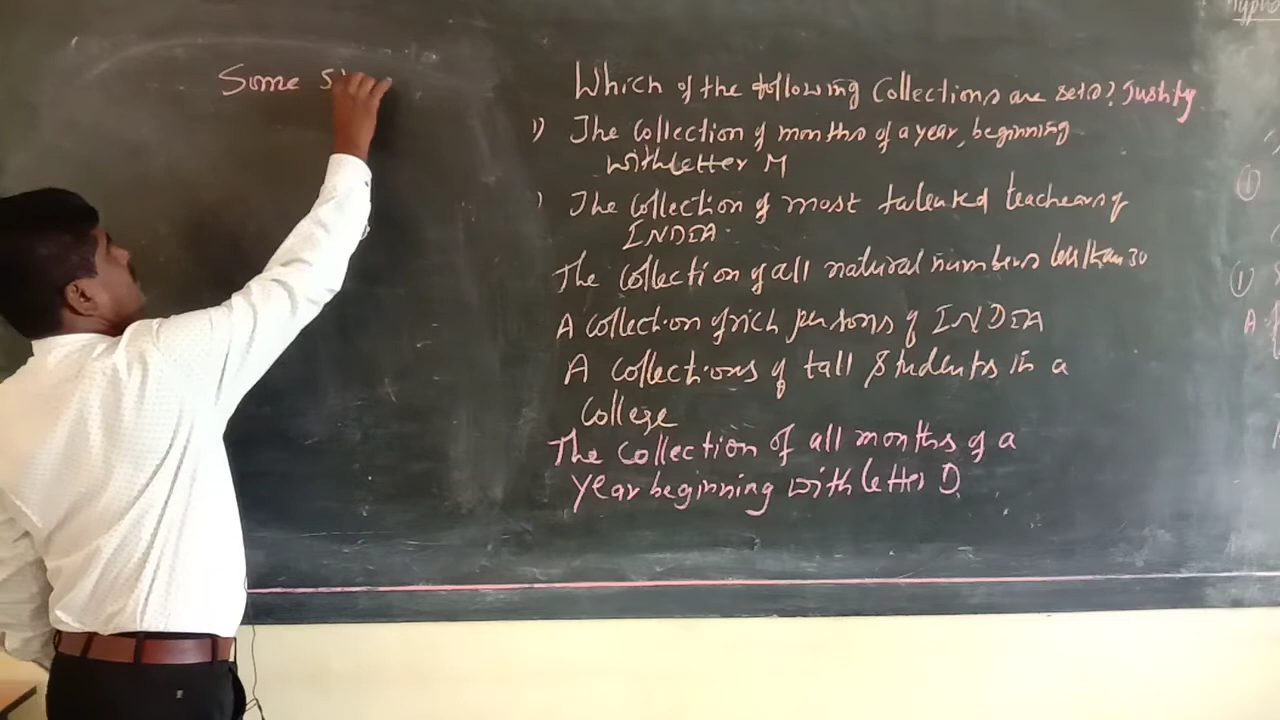 Some S
Which of the following Collections are sets? Justify
1) The Collection of months of a year, beginning
with letter M
) The Collection of most talented teachers of
INDIA.
The Collection of all natural numbers less than 30
A Collection of rich persons of INDIA
A Collections of tall Students in a
College
The Collection of all months of a
Year beginning with letter D